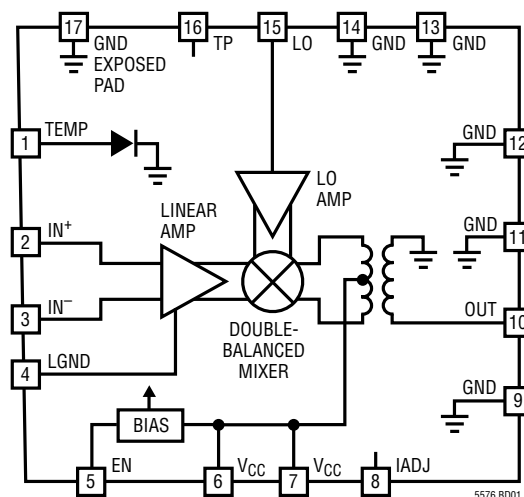 17
GND
EXPOSED
PAD
16
TP
15
LO
14
GND
13
GND
1
TEMP
GND
12
LINEAR
AMP
LO
AMP
2
IN+
GND
11
3
IN−
OUT
10
DOUBLE-
BALANCED
MIXER
4
LGND
GND
9
BIAS
5
EN
6
VCC
7
VCC
8
IADJ
5576 BD01